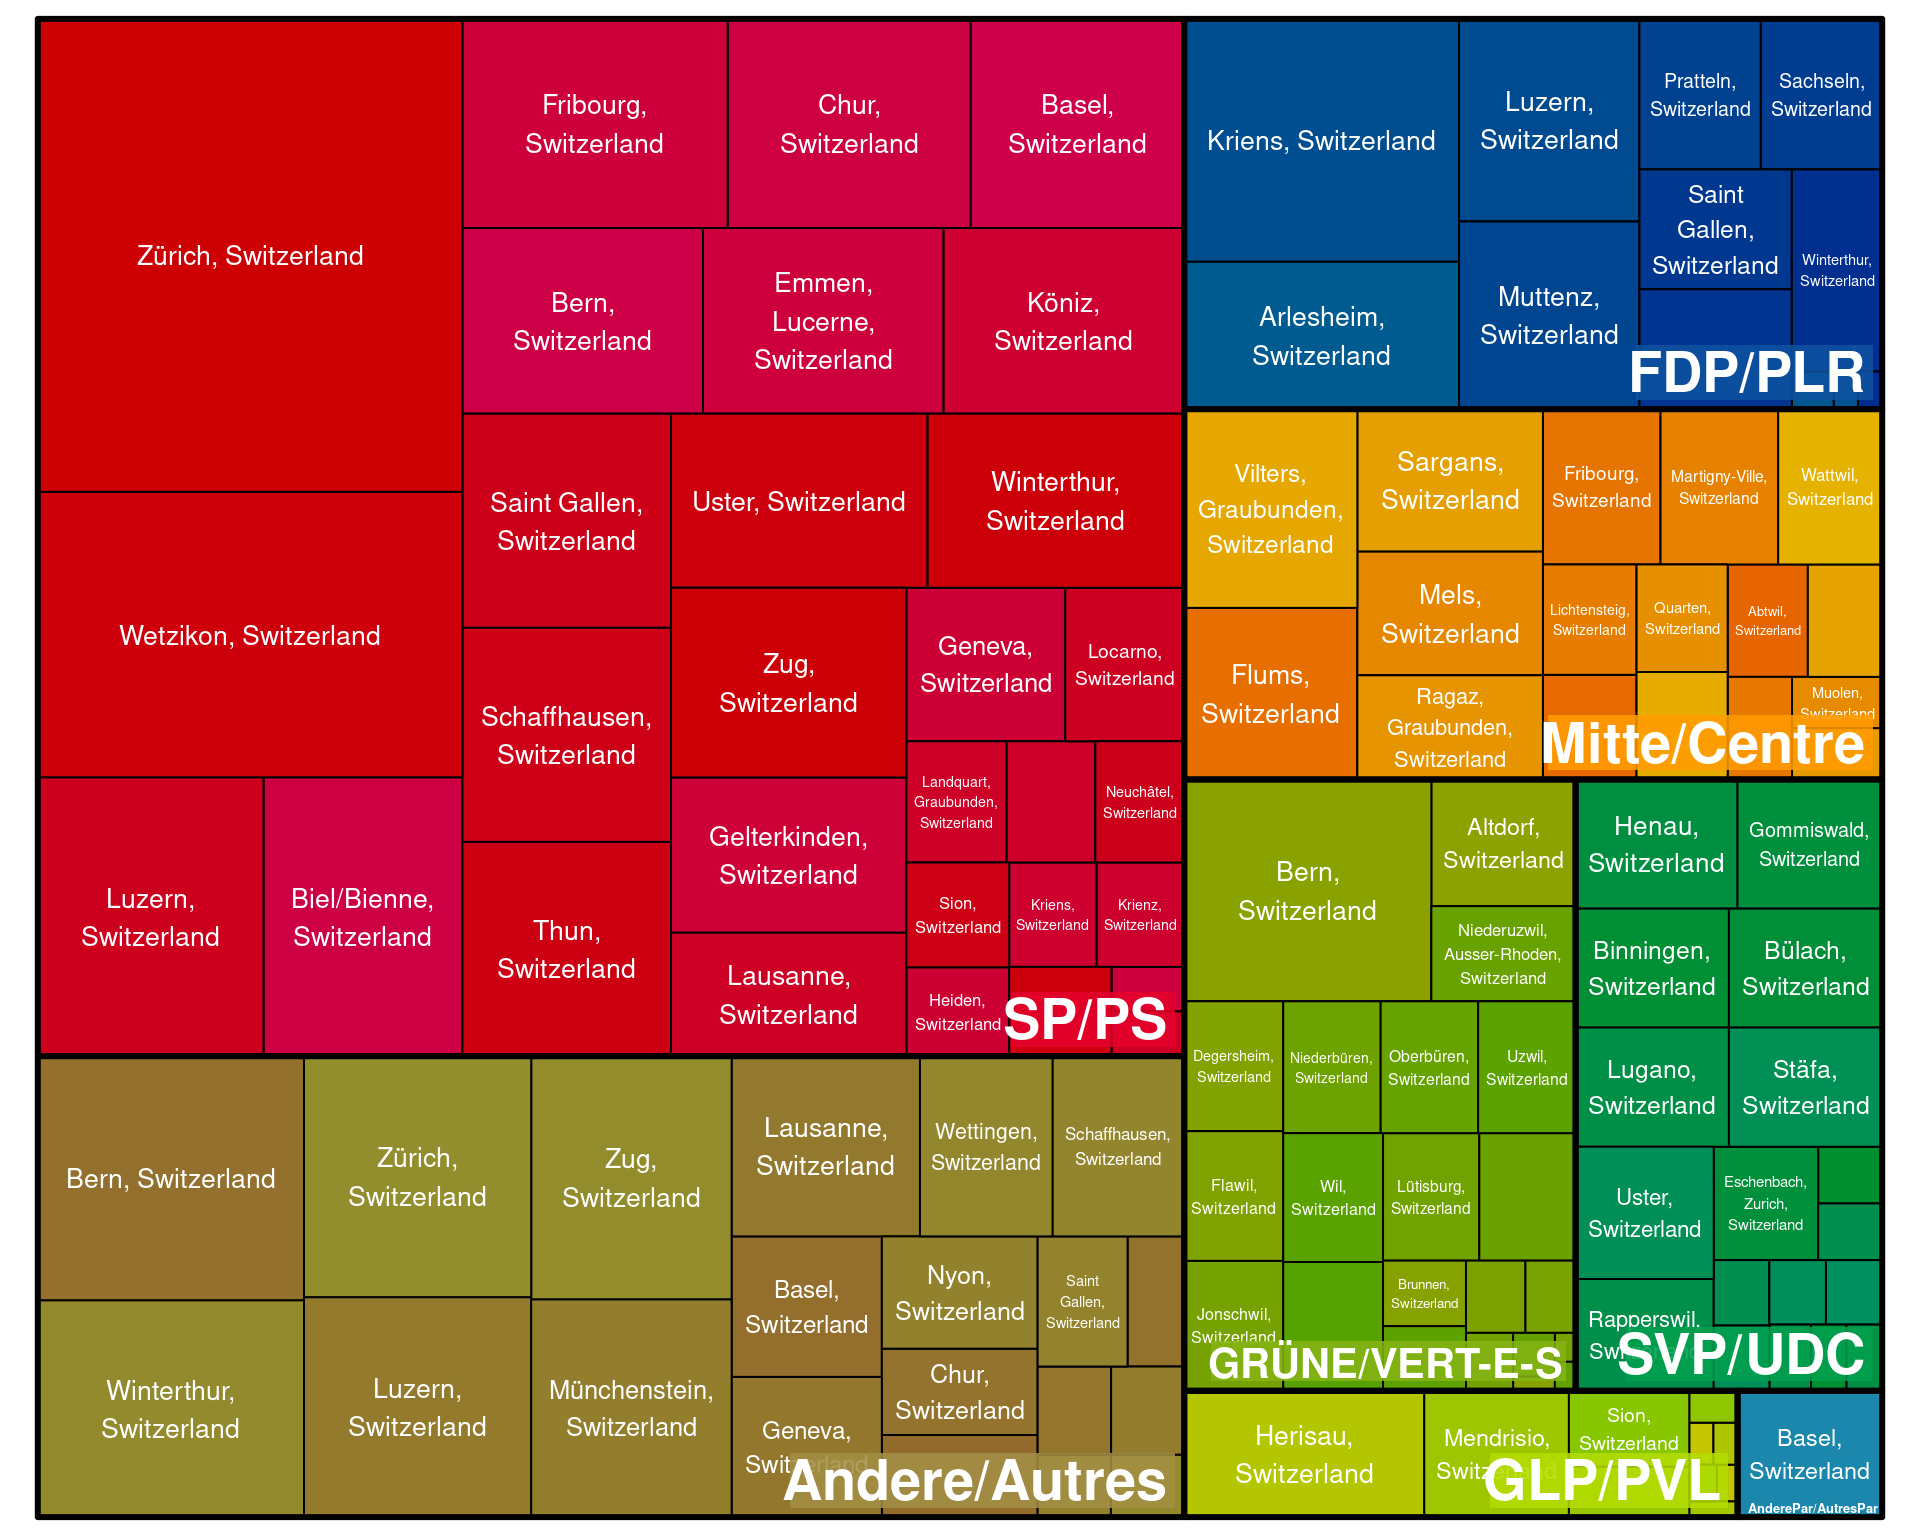 Zürich, Switzerland
Wetzikon, Switzerland
Luzern,
Switzerland
Biel/Bienne,
Switzerland
Fribourg,
Switzerland
Chur,
Switzerland
Basel,
Switzerland
Bern,
Switzerland
Emmen,
Lucerne,
Switzerland
Köniz,
Switzerland
Saint Gallen,
Switzerland
Uster, Switzerland
Winterthur,
Switzerland
Schaffhausen,
Switzerland
Thun,
Switzerland
Zug,
Switzerland
Gelterkinden,
Switzerland
Lausanne,
Switzerland
Geneva,
Switzerland
Locarno,
Switzerland
Landquart,
Graubunden,
Switzerland
Neuchâtel,
Switzerland
Sion,
Switzerland
Kriens,
Switzerland
Krienz,
Switzerland
Heiden,
Switzerland
SP/PS
Bern, Switzerland
Winterthur,
Switzerland
Zürich,
Switzerland
Luzern,
Switzerland
Zug,
Switzerland
Münchenstein,
Switzerland
Lausanne,
Switzerland
Wettingen,
Switzerland
Schaffhausen,
Switzerland
Basel,
Switzerland
Geneva,
Switzerland
Nyon,
Switzerland
Chur,
Switzerland
Saint
Gallen,
Switzerland
Andere/Autres
Kriens, Switzerland
Arlesheim,
Switzerland
Luzern,
Switzerland
Muttenz,
Switzerland
Pratteln,
Switzerland
Sachseln,
Switzerland
Saint
Gallen,
Switzerland
Winterthur,
Switzerland
FDP/PLR
Vilters,
Graubunden,
Switzerland
Flums,
Switzerland
Sargans,
Switzerland
Mels,
Switzerland
Ragaz,
Graubunden,
Switzerland
Fribourg,
Switzerland
Martigny-Ville,
Switzerland
Wattwil,
Switzerland
Lichtensteig,
Switzerland
Quarten,
Switzerland
Abtwil,
Switzerland
Muolen,
Switzerland
Mitte/Centre
Bern,
Switzerland
Altdorf,
Switzerland
Niederuzwil,
Ausser-Rhoden,
Switzerland
Degersheim,
Switzerland
Niederbüren,
Switzerland
Oberbüren,
Switzerland
Uzwil,
Switzerland
Flawil,
Switzerland
Wil,
Switzerland
Lütisburg,
Switzerland
Jonschwil,
Switzerland
Brunnen,
Switzerland
GRÜNE/VERT-E-S
Henau,
Switzerland
Gommiswald,
Switzerland
Binningen,
Switzerland
Bülach,
Switzerland
Lugano,
Switzerland
Stäfa,
Switzerland
Uster,
Switzerland
Eschenbach,
Zurich,
Switzerland
Rapperswil,
Switzerland
SVP/UDC
Herisau,
Switzerland
Mendrisio,
Switzerland
Sion,
Switzerland
GLP/PVL
Basel,
Switzerland
AnderePar/AutresPar